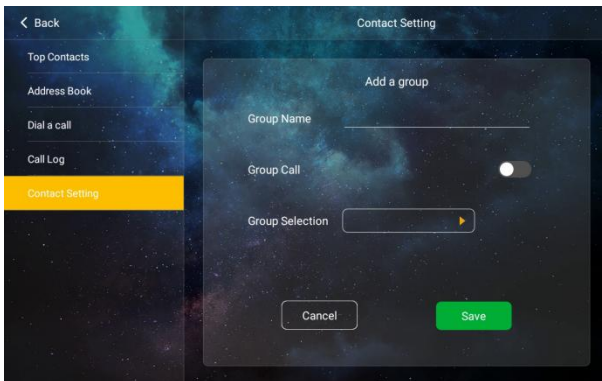 Back
Contact Setting
Top Contacts
Address Book
Dial a call
Call Log
Contact Setting
Add a group
Group Name
Group Call
Group Selection
Cancel
Save